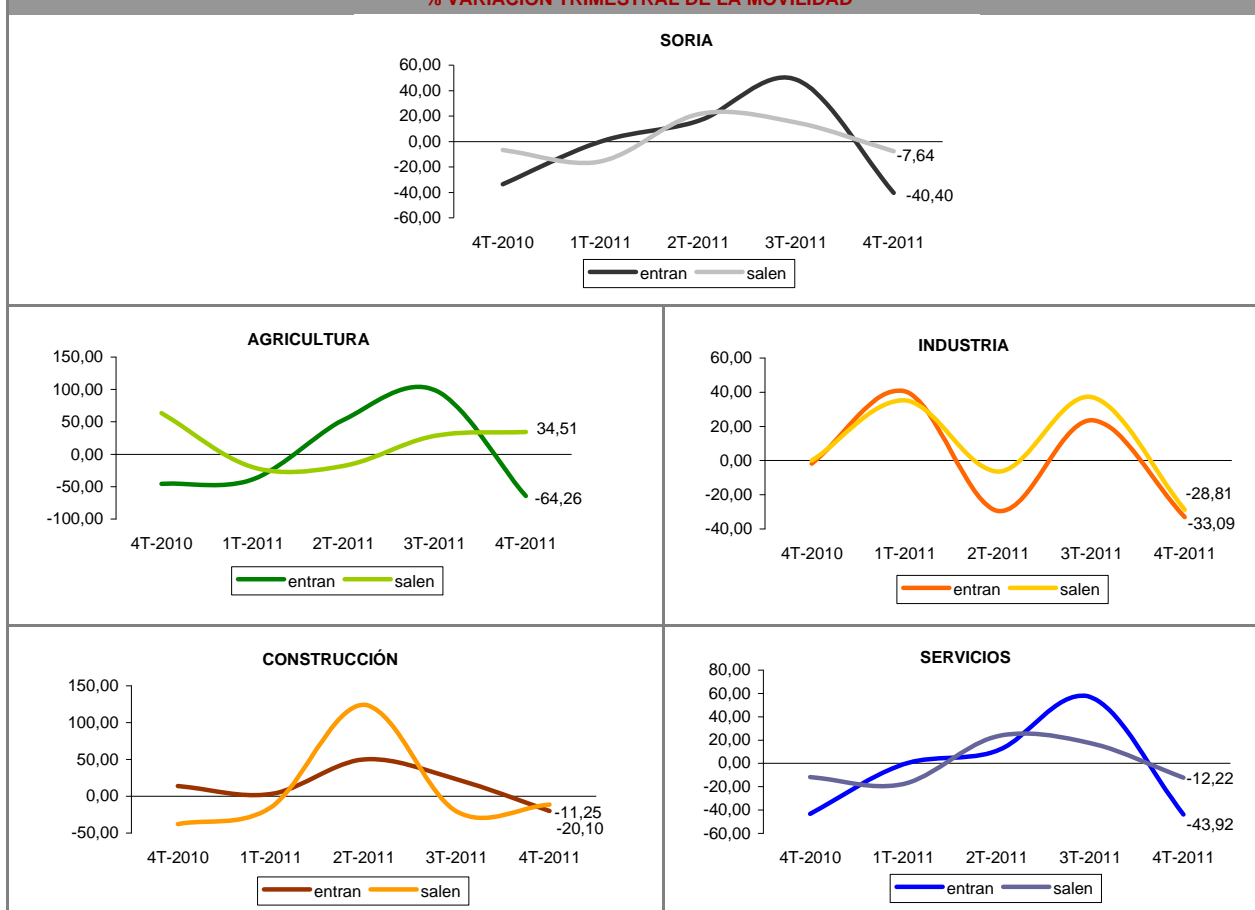 % VARIACIÓN TRIMESTRAL DE LA MOVILIDAD
SORIA
60,00
40,00
20,00
0,00
-20,00
-40,00
-60,00
-7,64
-40,40
4T-2010 1T-2011 2T-2011 3T-2011 4T-2011
entran salen
AGRICULTURA
150,00
100,00
50,00
0,00
-50,00
-100,00
34,51
-64,26
4T-2010 1T-2011 2T-2011 3T-2011 4T-2011
entran salen
INDUSTRIA
60,00
40,00
20,00
0,00
-20,00
-40,00
-28,81
-33,09
4T-2010 1T-2011 2T-2011 3T-2011 4T-2011
entran salen
CONSTRUCCIÓN
150,00
100,00
50,00
0,00
-50,00
-11,25
-20,10
4T-2010 1T-2011 2T-2011 3T-2011 4T-2011
entran salen
SERVICIOS
80,00
60,00
40,00
20,00
0,00
-20,00
-40,00
-60,00
-12,22
-43,92
4T-2010 1T-2011 2T-2011 3T-2011 4T-2011
entran salen